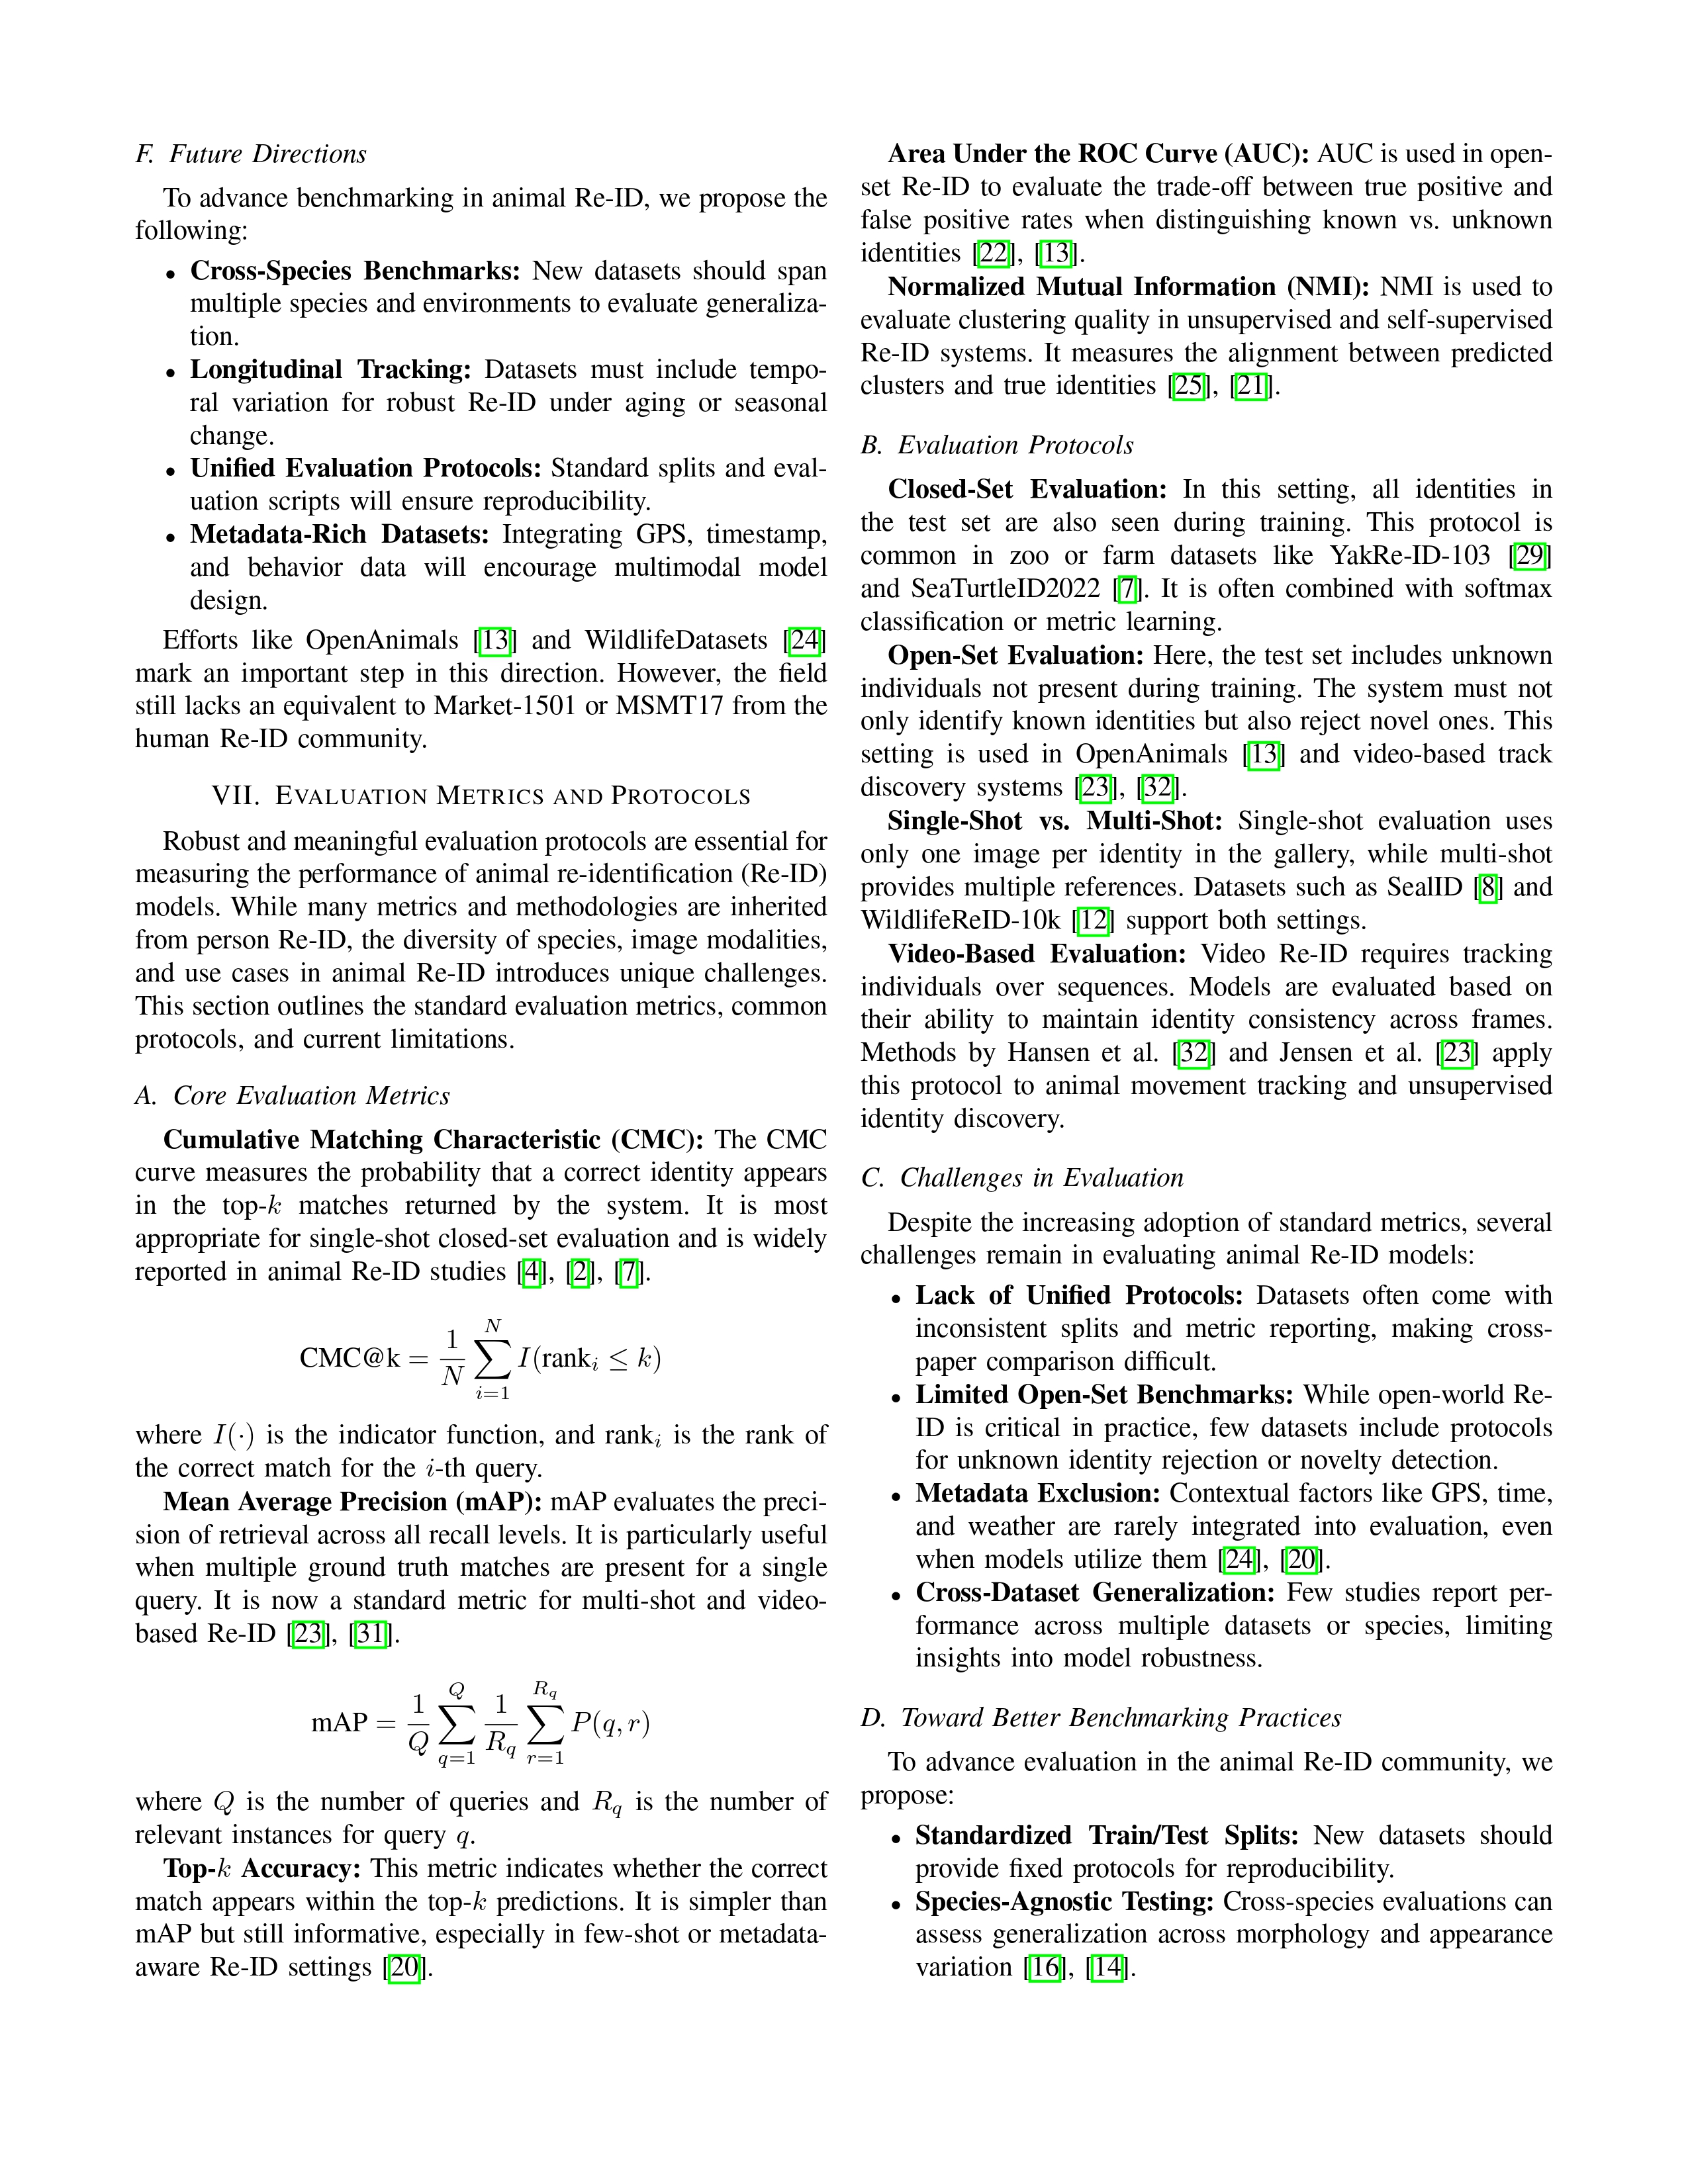 F. Future Directions
To advance benchmarking in animal Re-ID, we propose the
following:
• Cross-Species Benchmarks: New datasets should span
multiple species and environments to evaluate generaliza-
tion.
• Longitudinal Tracking: Datasets must include tempo-
ral variation for robust Re-ID under aging or seasonal
change.
• Unified Evaluation Protocols: Standard splits and eval-
uation scripts will ensure reproducibility.
• Metadata-Rich Datasets: Integrating GPS, timestamp,
and behavior data will encourage multimodal model
design.
Efforts like OpenAnimals [13] and WildlifeDatasets [24]
mark an important step in this direction. However, the field
still lacks an equivalent to Market-1501 or MSMT17 from the
human Re-ID community.
VII. EVALUATION METRICS AND PROTOCOLS
Robust and meaningful evaluation protocols are essential for
measuring the performance of animal re-identification (Re-ID)
models. While many metrics and methodologies are inherited
from person Re-ID, the diversity of species, image modalities,
and use cases in animal Re-ID introduces unique challenges.
This section outlines the standard evaluation metrics, common
protocols, and current limitations.
A. Core Evaluation Metrics
Cumulative Matching Characteristic (CMC): The CMC
curve measures the probability that a correct identity appears
in the top-k matches returned by the system. It is most
appropriate for single-shot closed-set evaluation and is widely
reported in animal Re-ID studies [4], [2], [7].
CMC@k = \frac{1}{N} \sum_{i=1}^{N} I(rank_i ≤ k)
where I(·) is the indicator function, and rank_i is the rank of
the correct match for the i-th query.
Mean Average Precision (mAP): mAP evaluates the preci-
sion of retrieval across all recall levels. It is particularly useful
when multiple ground truth matches are present for a single
query. It is now a standard metric for multi-shot and video-
based Re-ID [23], [31].
mAP = \frac{1}{Q} \sum_{q=1}^{Q} \frac{1}{R_q} \sum_{r=1}^{R_q} P(q, r)
where Q is the number of queries and R_q is the number of
relevant instances for query q.
Top-k Accuracy: This metric indicates whether the correct
match appears within the top-k predictions. It is simpler than
mAP but still informative, especially in few-shot or metadata-
aware Re-ID settings [20].
Area Under the ROC Curve (AUC): AUC is used in open-
set Re-ID to evaluate the trade-off between true positive and
false positive rates when distinguishing known vs. unknown
identities [22], [13].
Normalized Mutual Information (NMI): NMI is used to
evaluate clustering quality in unsupervised and self-supervised
Re-ID systems. It measures the alignment between predicted
clusters and true identities [25], [21].
B. Evaluation Protocols
Closed-Set Evaluation: In this setting, all identities in
the test set are also seen during training. This protocol is
common in zoo or farm datasets like YakRe-ID-103 [29]
and SeaTurtleID2022 [7]. It is often combined with softmax
classification or metric learning.
Open-Set Evaluation: Here, the test set includes unknown
individuals not present during training. The system must not
only identify known identities but also reject novel ones. This
setting is used in OpenAnimals [13] and video-based track
discovery systems [23], [32].
Single-Shot vs. Multi-Shot: Single-shot evaluation uses
only one image per identity in the gallery, while multi-shot
provides multiple references. Datasets such as SealID [8] and
WildlifeReID-10k [12] support both settings.
Video-Based Evaluation: Video Re-ID requires tracking
individuals over sequences. Models are evaluated based on
their ability to maintain identity consistency across frames.
Methods by Hansen et al. [32] and Jensen et al. [23] apply
this protocol to animal movement tracking and unsupervised
identity discovery.
C. Challenges in Evaluation
Despite the increasing adoption of standard metrics, several
challenges remain in evaluating animal Re-ID models:
• Lack of Unified Protocols: Datasets often come with
inconsistent splits and metric reporting, making cross-
paper comparison difficult.
• Limited Open-Set Benchmarks: While open-world Re-
ID is critical in practice, few datasets include protocols
for unknown identity rejection or novelty detection.
• Metadata Exclusion: Contextual factors like GPS, time,
and weather are rarely integrated into evaluation, even
when models utilize them [24], [20].
• Cross-Dataset Generalization: Few studies report per-
formance across multiple datasets or species, limiting
insights into model robustness.
D. Toward Better Benchmarking Practices
To advance evaluation in the animal Re-ID community, we
propose:
• Standardized Train/Test Splits: New datasets should
provide fixed protocols for reproducibility.
• Species-Agnostic Testing: Cross-species evaluations can
assess generalization across morphology and appearance
variation [16], [14].